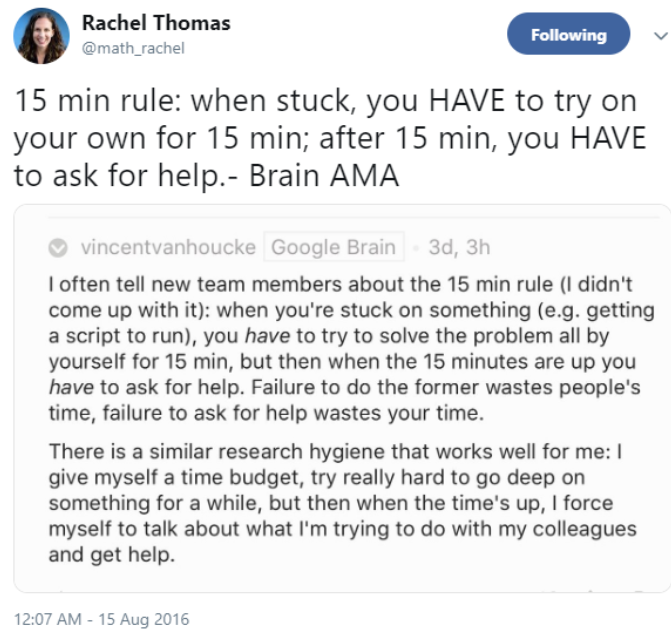 Rachel Thomas
@math_rachel
Following
15 min rule: when stuck, you HAVE to try on
your own for 15 min; after 15 min, you HAVE
to ask for help.- Brain AMA
vincentvanhoucke Google Brain · 3d, 3h
I often tell new team members about the 15 min rule (I didn't
come up with it): when you're stuck on something (e.g. getting
a script to run), you have to try to solve the problem all by
yourself for 15 min, but then when the 15 minutes are up you
have to ask for help. Failure to do the former wastes people's
time, failure to ask for help wastes your time.
There is a similar research hygiene that works well for me: I
give myself a time budget, try really hard to go deep on
something for a while, but then when the time's up, I force
myself to talk about what I'm trying to do with my colleagues
and get help.
12:07 AM - 15 Aug 2016